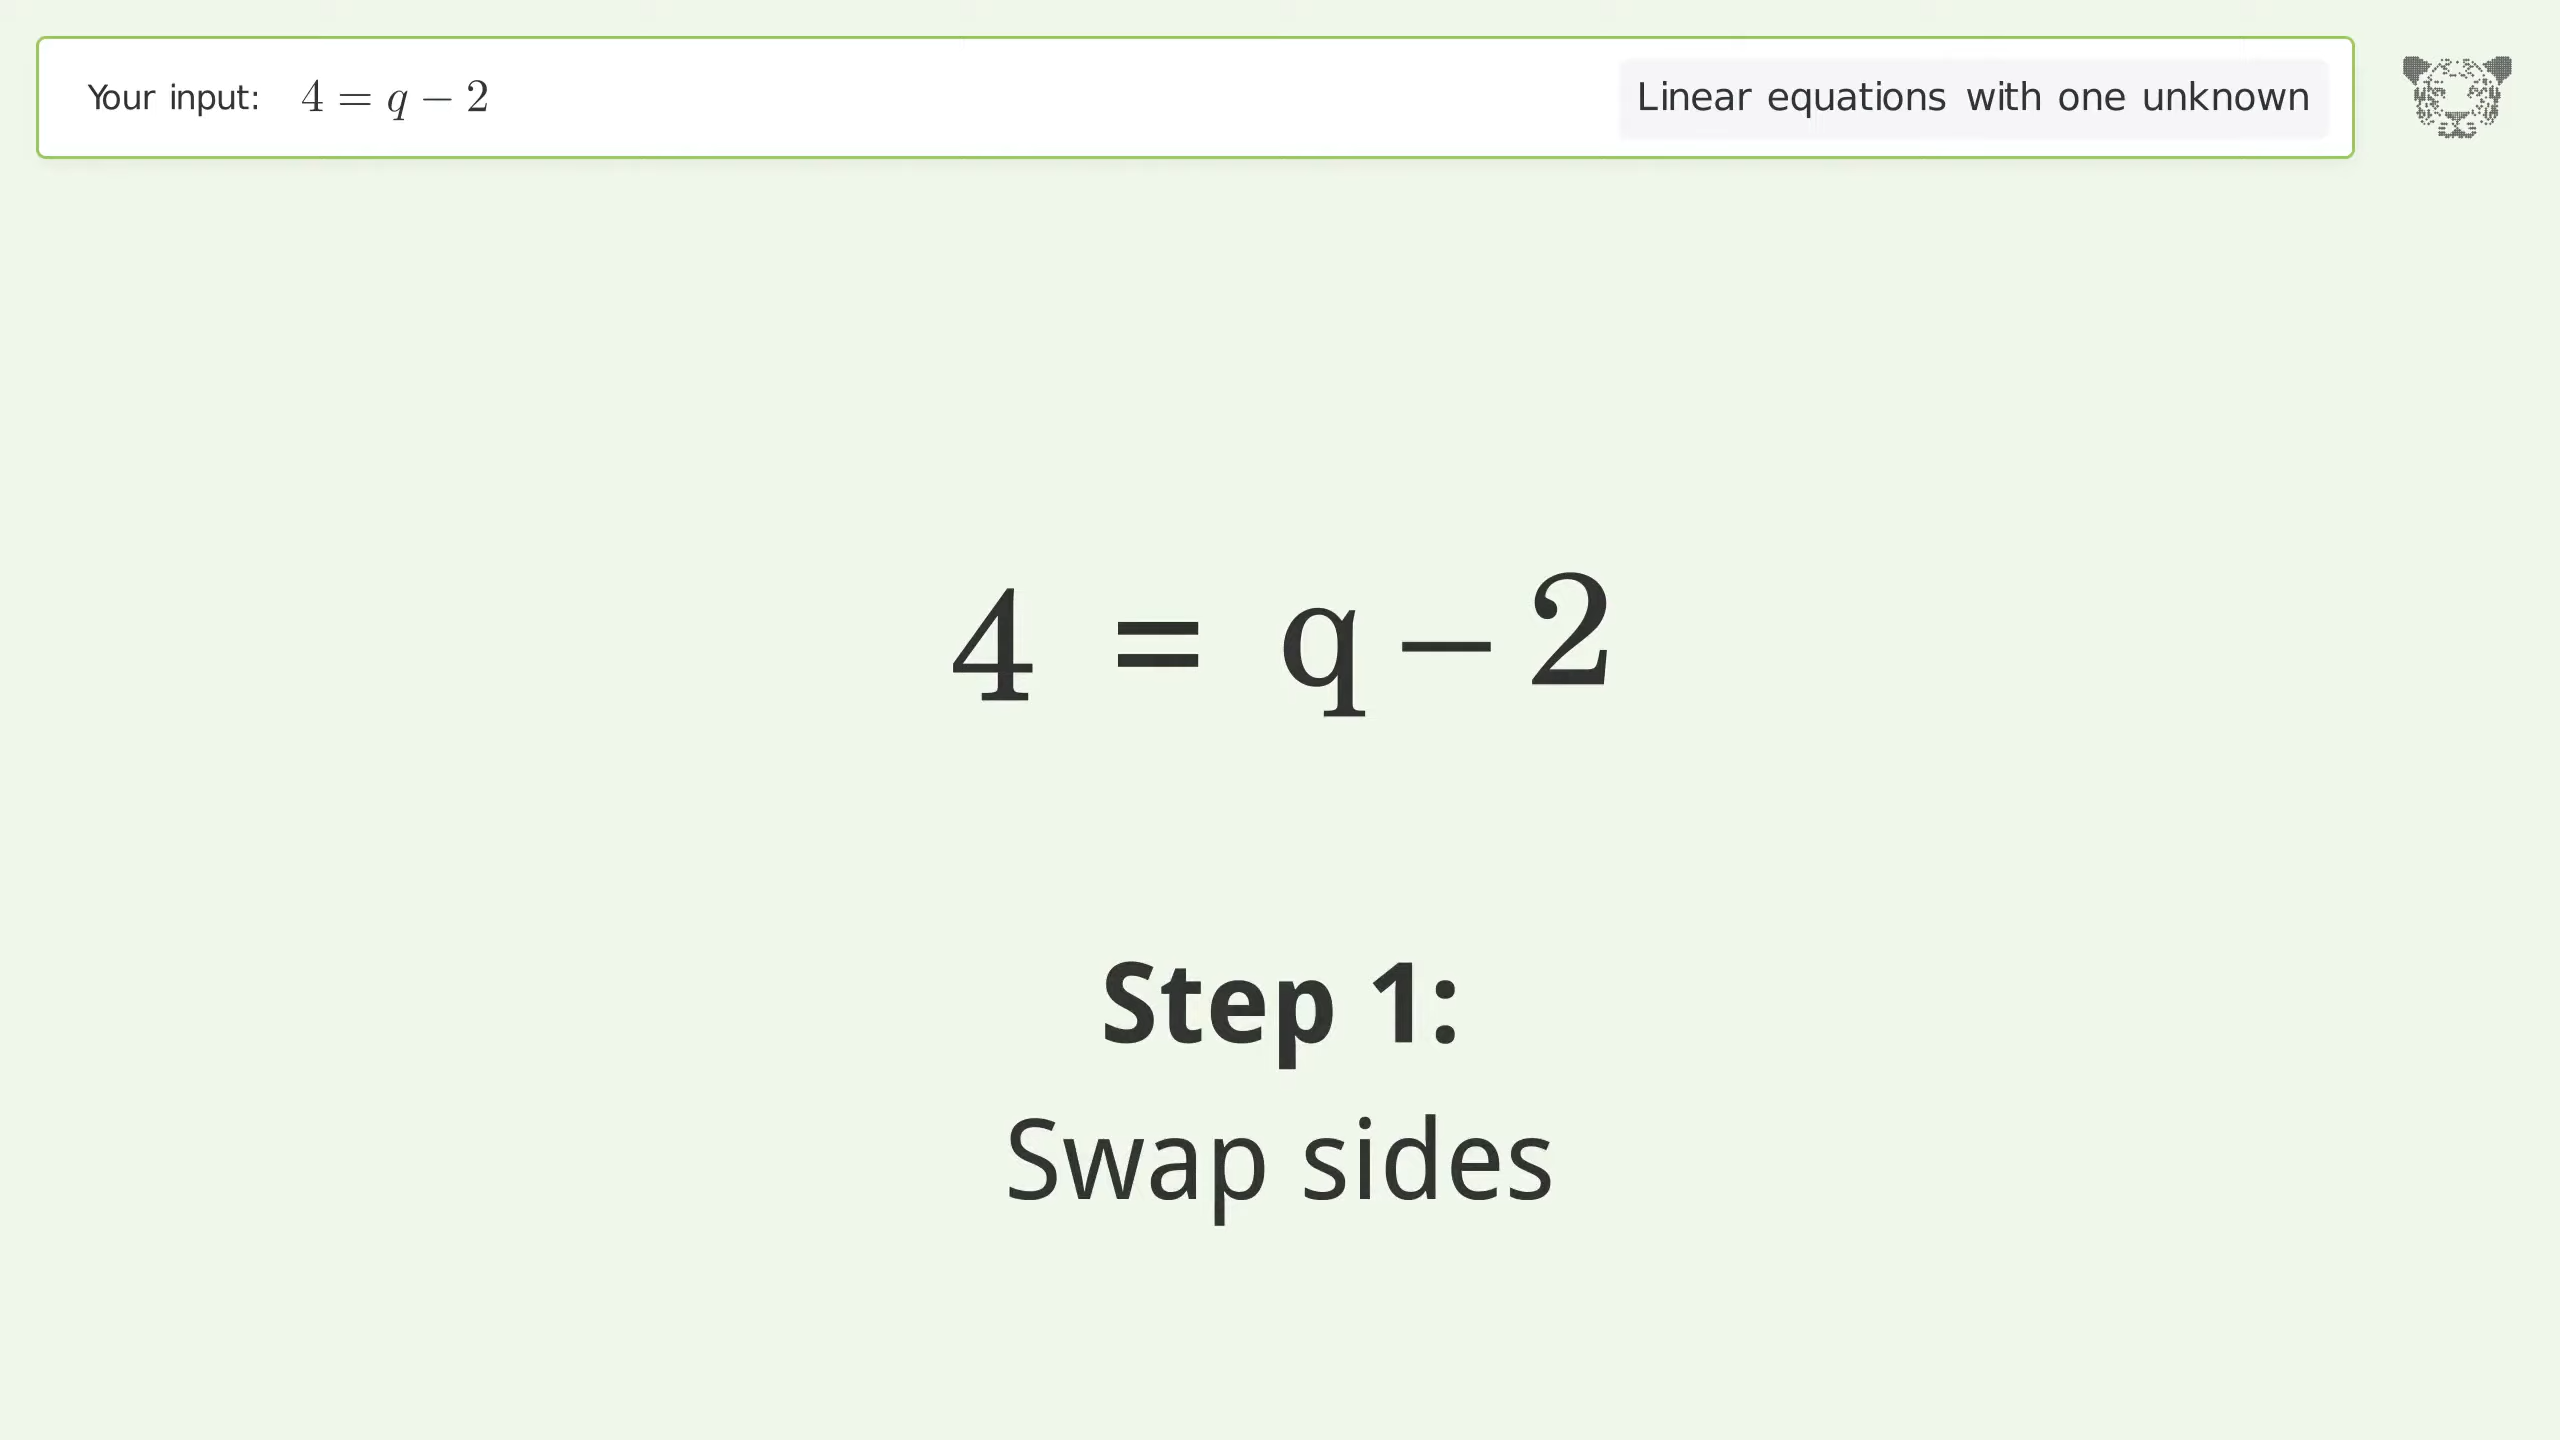 Your input: 4 = q − 2
Linear equations with one unknown
4 = q − 2
Step 1:
Swap sides